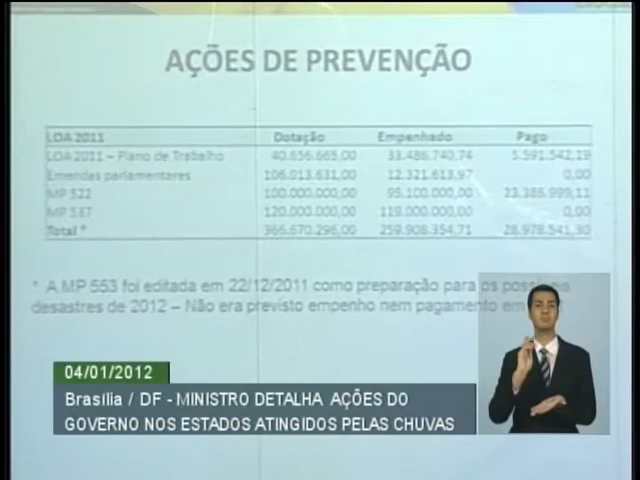 AÇÕES DE PREVENÇÃO
LOA 2011 Dotação Empenhado Pago
LOA 2011 – Plano de Trabalho 40.656.665,00 33.486.740,74 5.591.542,19
Emendas parlamentares 106.013.631,00 12.321.613,97 0,00
MP 522 100.000.000,00 95.100.000,00 23.386.999,11
MP 537 120.000.000,00 119.000.000,00 0,00
Total * 366.670.296,00 259.908.354,71 28.978.541,30
* A MP 553 foi editada em 22/12/2011 como preparação para os possíveis
desastres de 2012 – Não era previsto empenho nem pagamento em
04/01/2012
Brasília / DF - MINISTRO DETALHA AÇÕES DO
GOVERNO NOS ESTADOS ATINGIDOS PELAS CHUVAS